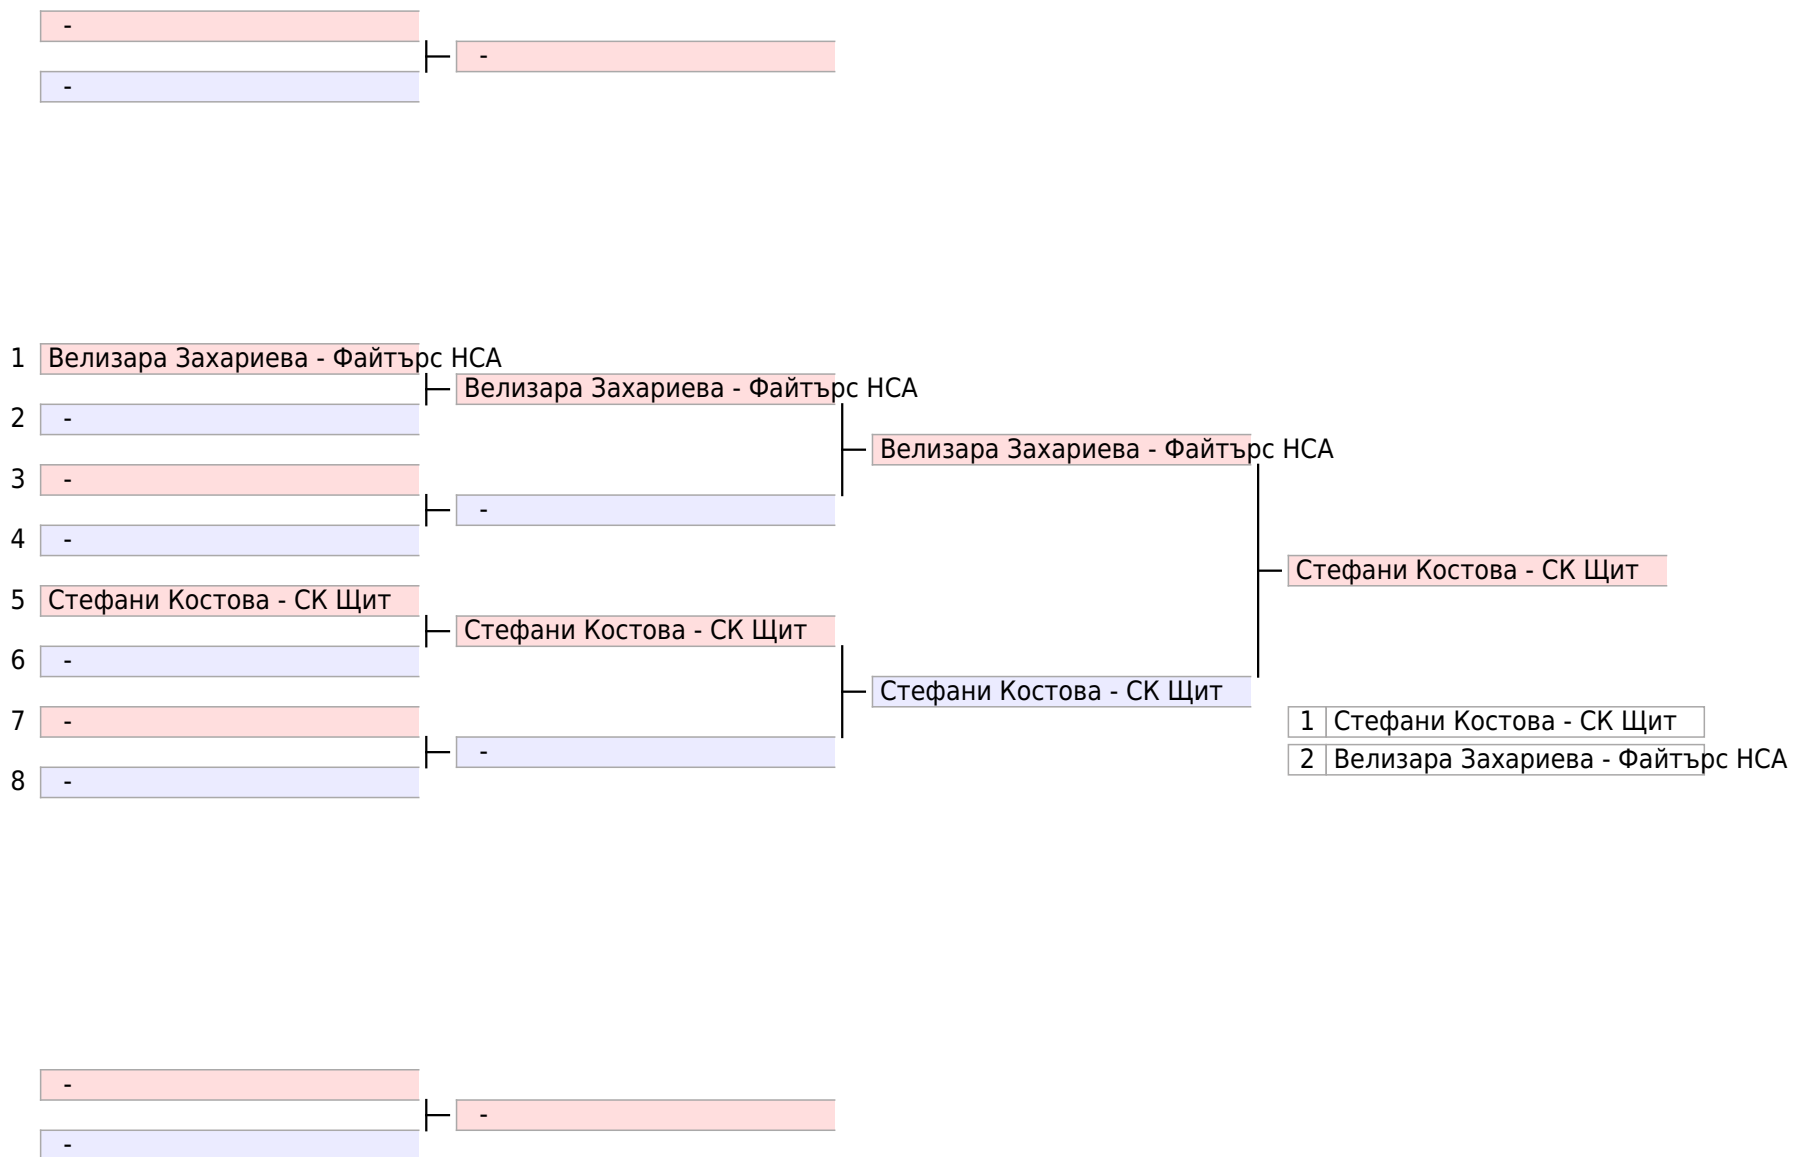 -
-
-
1 Велизара Захариева - Файтърс НСА
Велизара Захариева - Файтърс НСА
2 -
Велизара Захариева - Файтърс НСА
3 -
-
4 -
Стефани Костова - СК Щит
5 Стефани Костова - СК Щит
Стефани Костова - СК Щит
6 -
Стефани Костова - СК Щит
7 -
1 Стефани Костова - СК Щит
-
2 Велизара Захариева - Файтърс НСА
8 -
-
-
-